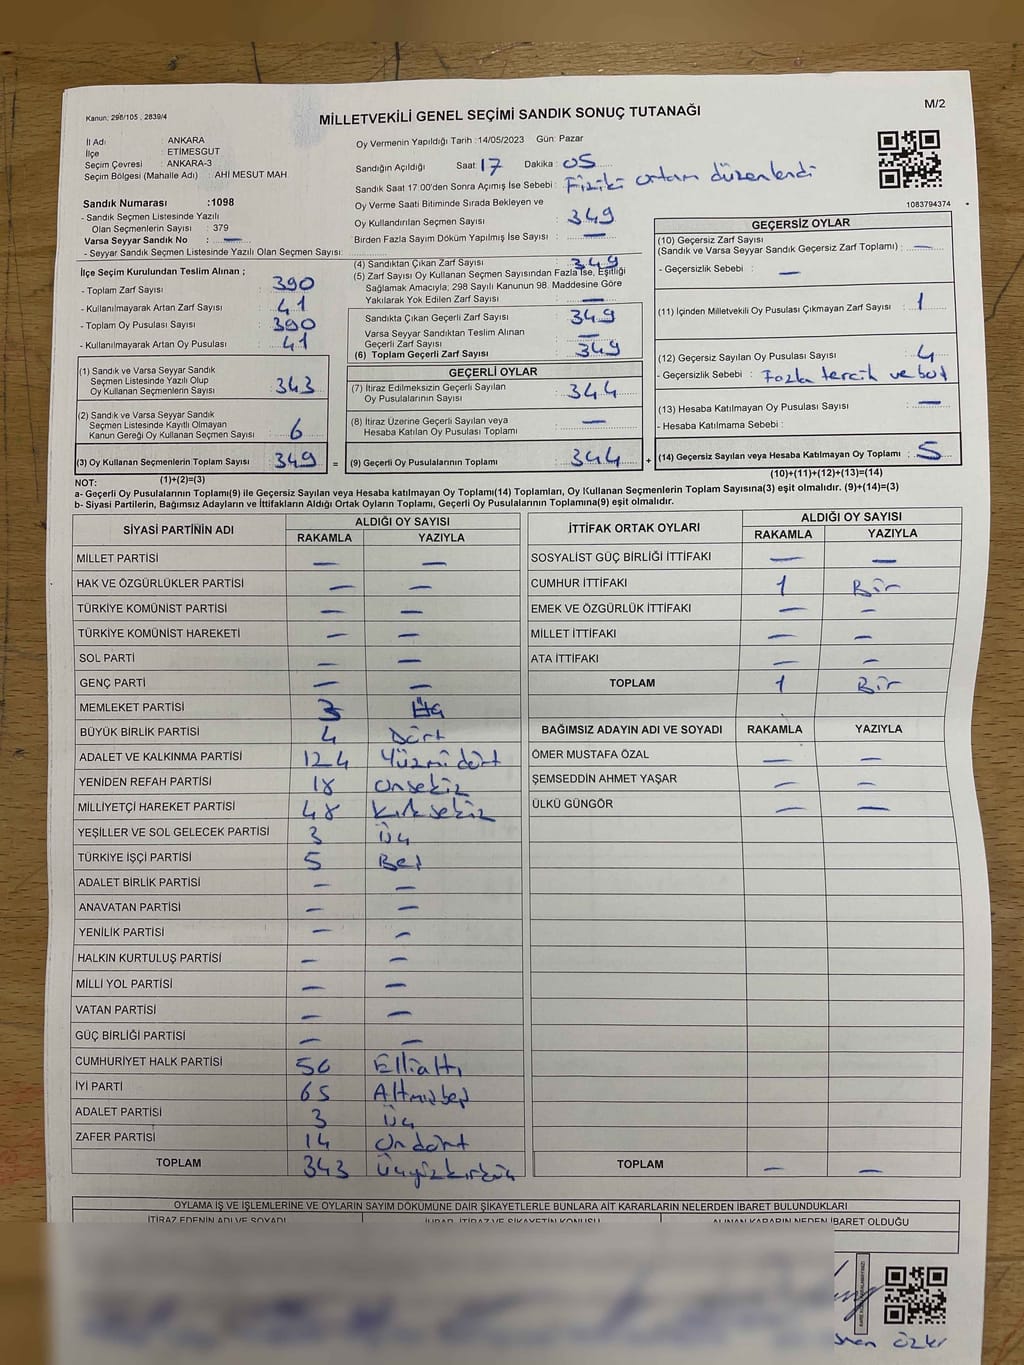 M/2
Kanun: 298/105 , 2839/4
MİLLETVEKİLİ GENEL SEÇİMİ SANDIK SONUÇ TUTANAĞI
İl Adı : ANKARA
İlçe : ETİMESGUT
Seçim Çevresi : ANKARA-3
Seçim Bölgesi (Mahalle Adı) : AHİ MESUT MAH.
Sandık Numarası :1098
- Sandık Seçmen Listesinde Yazılı
Olan Seçmenlerin Sayısı : 379
Varsa Seyyar Sandık No : —
- Seyyar Sandık Seçmen Listesinde Yazılı Olan Seçmen Sayısı:
Oy Vermenin Yapıldığı Tarih :14/05/2023 Gün: Pazar
Sandığın Açıldığı Saat: 17 Dakika : 05
Sandık Saat 17.00'den Sonra Açımış İse Sebebi : Fiziki ortam düzenlendi
Oy Verme Saati Bitiminde Sırada Bekleyen ve
Oy Kullandırılan Seçmen Sayısı : 349
Birden Fazla Sayım Döküm Yapılmış İse Sayısı : —
1083794374
İlçe Seçim Kurulundan Teslim Alınan ;
- Toplam Zarf Sayısı : 390
- Kullanılmayarak Artan Zarf Sayısı : 41
- Toplam Oy Pusulası Sayısı : 390
- Kullanılmayarak Artan Oy Pusulası : 41
(1) Sandık ve Varsa Seyyar Sandık
Seçmen Listesinde Yazılı Olup
Oy Kullanan Seçmenlerin Sayısı : 343
(2) Sandık ve Varsa Seyyar Sandık
Seçmen Listesinde Kayıtlı Olmayan
Kanun Gereği Oy Kullanan Seçmen Sayısı : 6
(3) Oy Kullanan Seçmenlerin Toplam Sayısı : 349
(1)+(2)=(3)
(4) Sandıktan Çıkan Zarf Sayısı : 349
(5) Zarf Sayısı Oy Kullanan Seçmen Sayısından Fazla İse, Eşitliği
Sağlamak Amacıyla; 298 Sayılı Kanunun 98. Maddesine Göre
Yakılarak Yok Edilen Zarf Sayısı : —
Sandıkta Çıkan Geçerli Zarf Sayısı : 349
Varsa Seyyar Sandıktan Teslim Alınan
Geçerli Zarf Sayısı : —
(6) Toplam Geçerli Zarf Sayısı : 349
GEÇERLİ OYLAR
(7) İtiraz Edilmeksizin Geçerli Sayılan
Oy Pusulalarının Sayısı : 344
(8) İtiraz Üzerine Geçerli Sayılan veya
Hesaba Katılan Oy Pusulası Toplamı : —
= (9) Geçerli Oy Pusulalarının Toplamı : 344
GEÇERSİZ OYLAR
(10) Geçersiz Zarf Sayısı
(Sandık ve Varsa Seyyar Sandık Geçersiz Zarf Toplamı) : —
- Geçersizlik Sebebi : —
(11) İçinden Milletvekili Oy Pusulası Çıkmayan Zarf Sayısı : 1
(12) Geçersiz Sayılan Oy Pusulası Sayısı : 4
- Geçersizlik Sebebi : Fazla tercih ve boş
(13) Hesaba Katılmayan Oy Pusulası Sayısı : —
- Hesaba Katılmama Sebebi :
+ (14) Geçersiz Sayılan veya Hesaba Katılmayan Oy Toplamı : 5
(10)+(11)+(12)+(13)=(14)
NOT:
a- Geçerli Oy Pusulalarının Toplamı(9) ile Geçersiz Sayılan veya Hesaba katılmayan Oy Toplamı(14) Toplamları, Oy Kullanan Seçmenlerin Toplam Sayısına(3) eşit olmalıdır. (9)+(14)=(3)
b- Siyasi Partilerin, Bağımsız Adayların ve İttifakların Aldığı Ortak Oyların Toplamı, Geçerli Oy Pusulalarının Toplamına(9) eşit olmalıdır.
SİYASİ PARTİNİN ADI ALDIĞI OY SAYISI
RAKAMLA YAZIYLA
MİLLET PARTİSİ — —
HAK VE ÖZGÜRLÜKLER PARTİSİ — —
TÜRKİYE KOMÜNİST PARTİSİ — —
TÜRKİYE KOMÜNİST HAREKETİ — —
SOL PARTİ — —
GENÇ PARTİ — —
MEMLEKET PARTİSİ 3 Üç
BÜYÜK BİRLİK PARTİSİ 4 Dört
ADALET VE KALKINMA PARTİSİ 124 Yüzmidört
YENİDEN REFAH PARTİSİ 18 Onsekiz
MİLLİYETÇİ HAREKET PARTİSİ 48 Kırksekiz
YEŞİLLER VE SOL GELECEK PARTİSİ 3 Üç
TÜRKİYE İŞÇİ PARTİSİ 5 Beş
ADALET BİRLİK PARTİSİ — —
ANAVATAN PARTİSİ — —
YENİLİK PARTİSİ — —
HALKIN KURTULUŞ PARTİSİ — —
MİLLİ YOL PARTİSİ — —
VATAN PARTİSİ — —
GÜÇ BİRLİĞİ PARTİSİ — —
CUMHURİYET HALK PARTİSİ 56 Ellialtı
İYİ PARTİ 65 Altmışbeş
ADALET PARTİSİ 3 Üç
ZAFER PARTİSİ 14 Ondört
TOPLAM 343 Üçyüzkırküç
İTTİFAK ORTAK OYLARI ALDIĞI OY SAYISI
RAKAMLA YAZIYLA
SOSYALİST GÜÇ BİRLİĞİ İTTİFAKI — —
CUMHUR İTTİFAKI 1 Bir
EMEK VE ÖZGÜRLÜK İTTİFAKI — —
MİLLET İTTİFAKI — —
ATA İTTİFAKI — —
TOPLAM 1 Bir
BAĞIMSIZ ADAYIN ADI VE SOYADI RAKAMLA YAZIYLA
ÖMER MUSTAFA ÖZAL — —
ŞEMSEDDİN AHMET YAŞAR — —
ÜLKÜ GÜNGÖR — —
TOPLAM — —
OYLAMA İŞ VE İŞLEMLERİNE VE OYLARIN SAYIM DÖKÜMÜNE DAİR ŞİKAYETLERLE BUNLARA AİT KARARLARIN NELERDEN İBARET BULUNDUKLARI
İTİRAZ EDENİN ADI VE SOYADI İHBAR, İTİRAZ VE ŞİKAYETİN KONUSU ALINAN KARARIN NEDEN İBARET OLDUĞU